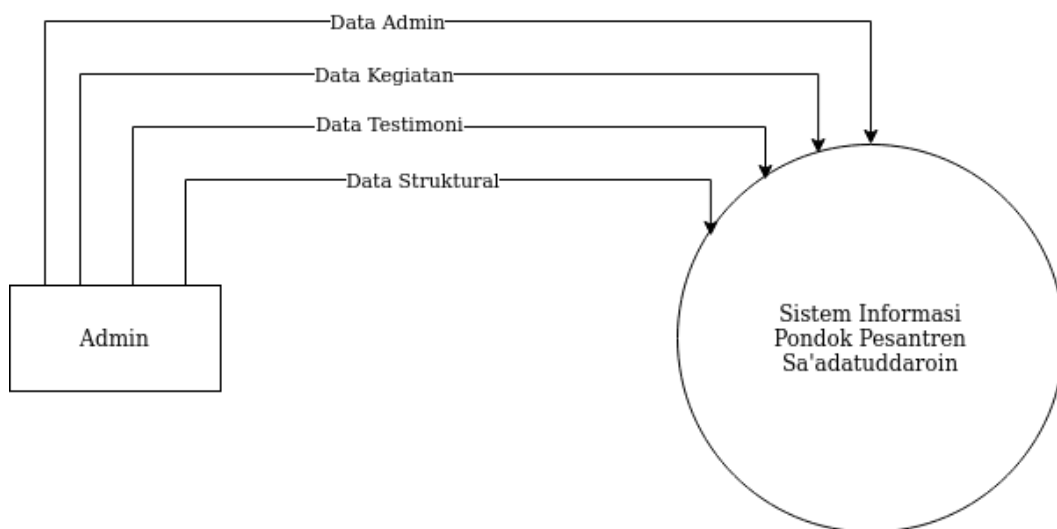 Data Admin
Data Kegiatan
Data Testimoni
Data Struktural
Admin
Sistem Informasi
Pondok Pesantren
Sa'adatuddaroin